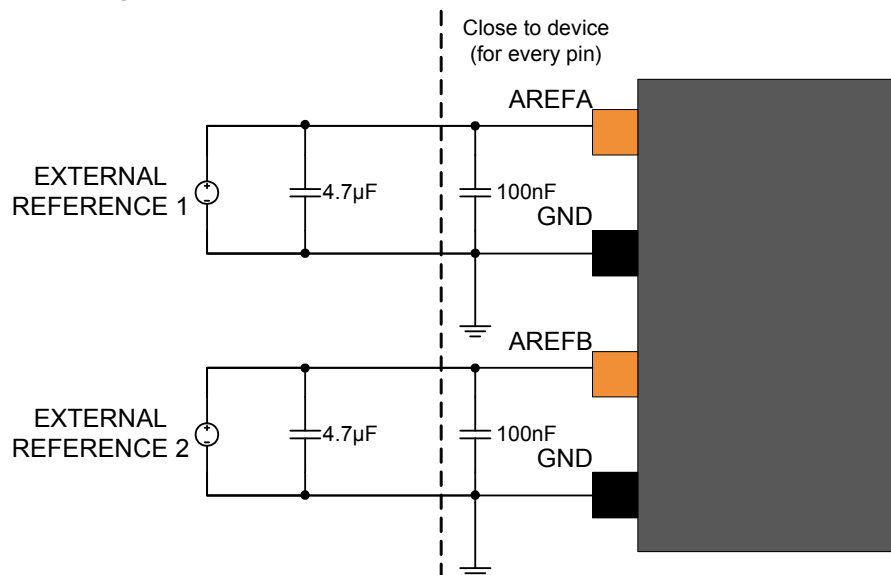 Close to device
(for every pin)
AREFA
EXTERNAL
REFERENCE 1
4.7µF
100nF
GND
AREFB
EXTERNAL
REFERENCE 2
4.7µF
100nF
GND